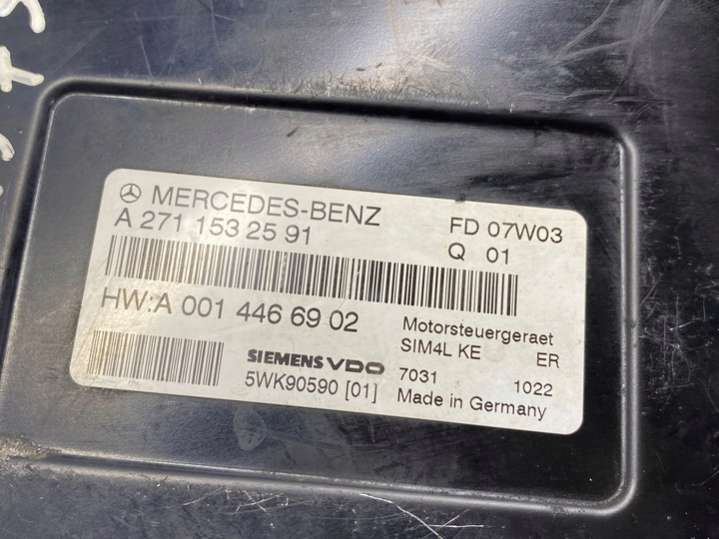 MERCEDES-BENZ
A 271 153 25 91
FD 07W03
Q 01
HW:A 001 446 69 02
Motorsteuergeraet
SIM4L KE ER
7031 1022
Made in Germany
SIEMENS VDO
5WK90590 [01]